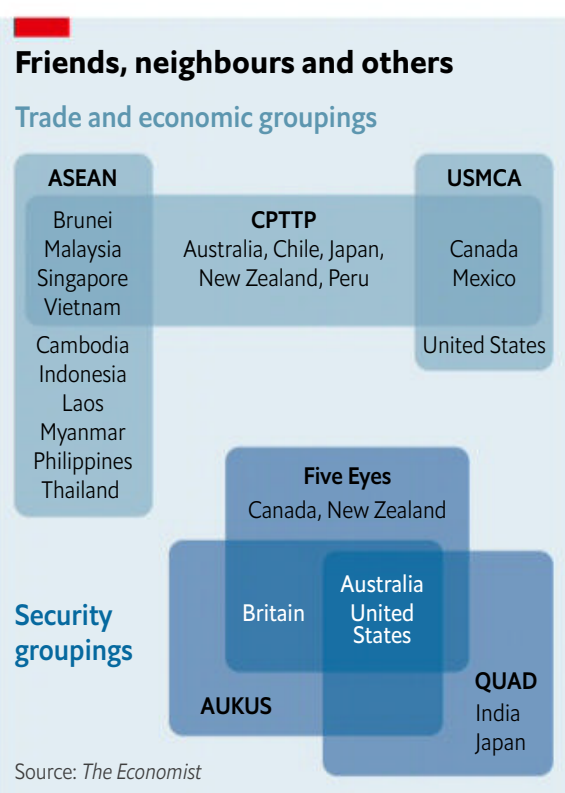 Friends, neighbours and others
Trade and economic groupings
ASEAN
Brunei
Malaysia
Singapore
Vietnam
Cambodia
Indonesia
Laos
Myanmar
Philippines
Thailand
CPTTP
Australia, Chile, Japan,
New Zealand, Peru
USMCA
Canada
Mexico
United States
Security
groupings
Five Eyes
Canada, New Zealand
Britain
Australia
United
States
AUKUS
QUAD
India
Japan
Source: The Economist